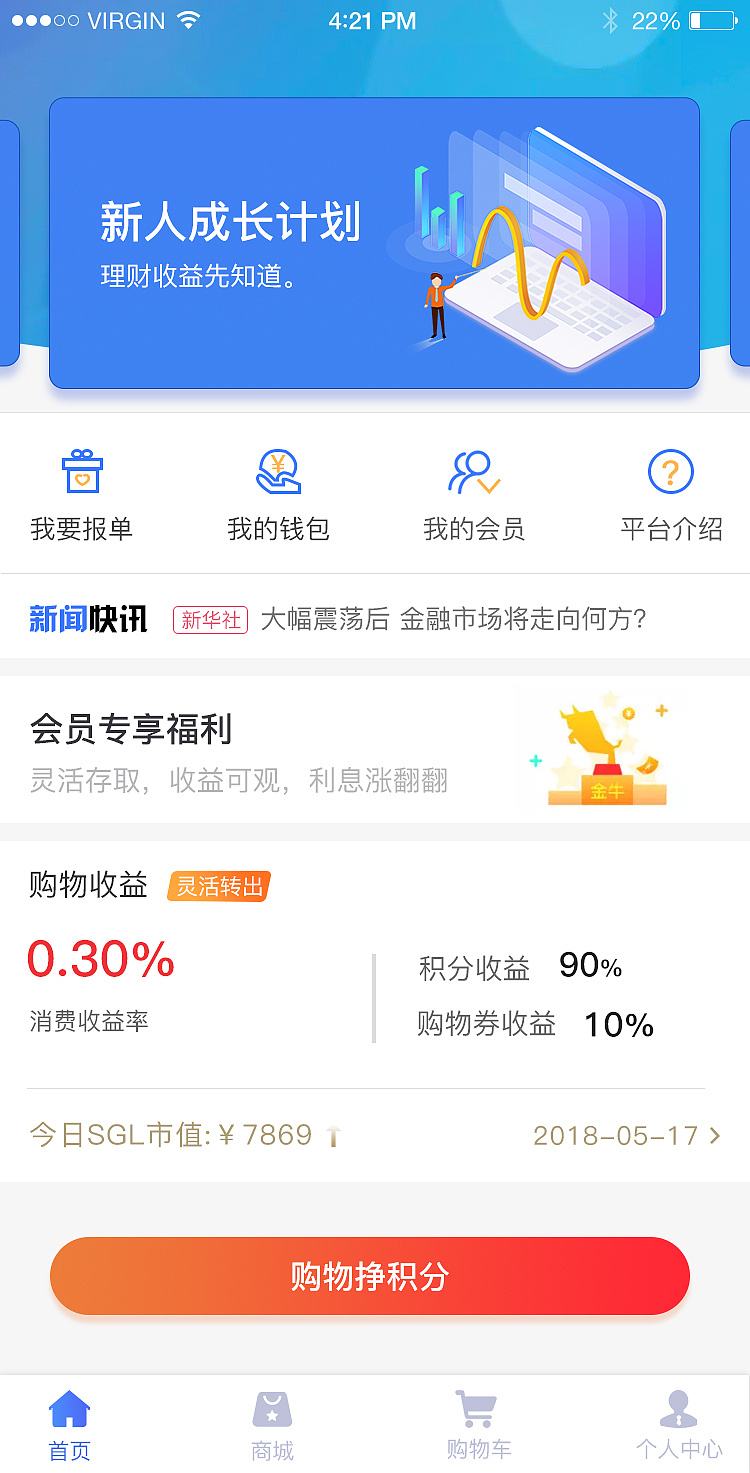 VIRGIN 4:21 PM 22%
新人成长计划
理财收益先知道。
我要报单 我的钱包 我的会员 平台介绍
新闻快讯 新华社 大幅震荡后 金融市场将走向何方?
会员专享福利
灵活存取，收益可观，利息涨翻翻
金牛
购物收益 灵活转出
0.30%
消费收益率
积分收益 90%
购物券收益 10%
今日SGL市值: ¥ 7869 2018-05-17
购物挣积分
首页 商城 购物车 个人中心